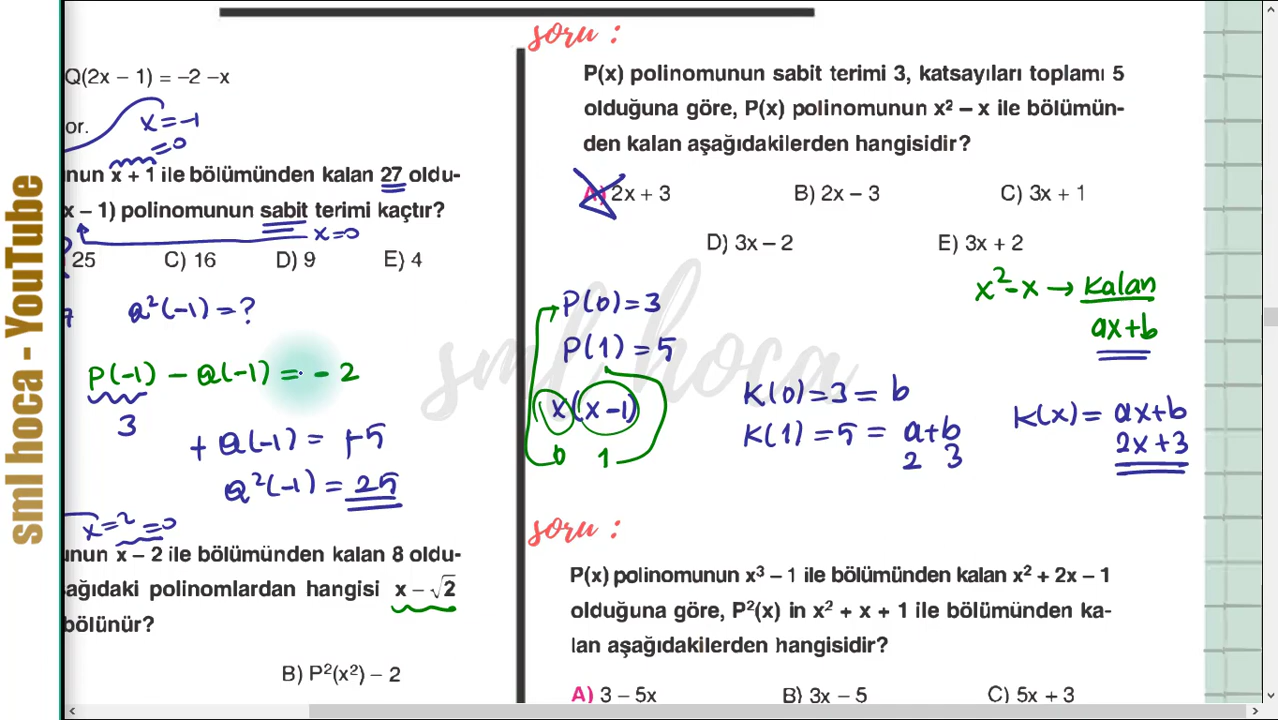 sml hoca - YouTube
Q(2x – 1) = –2 –x
or.
x=-1
=0
nun x + 1 ile bölümünden kalan 27 oldu-
x – 1) polinomunun sabit terimi kaçtır?
x=0
25 C) 16 D) 9 E) 4
Q²(-1)=?
P(-1) - Q(-1) = - 2
3
+ Q(-1) = +5
Q²(-1) = 25
x=2 =0
unun x – 2 ile bölümünden kalan 8 oldu-
ağıdaki polinomlardan hangisi x – √2
bölünür?
B) P²(x²) – 2
soru :
P(x) polinomunun sabit terimi 3, katsayıları toplamı 5
olduğuna göre, P(x) polinomunun x² – x ile bölümün-
den kalan aşağıdakilerden hangisidir?
A) 2x + 3 B) 2x – 3 C) 3x + 1
D) 3x – 2 E) 3x + 2
x²-x → kalan
ax+b
P(0)=3
P(1)=5
x(x-1)
0 1
K(0)=3= b
K(1)=5= a+b
2 3
K(x)= ax+b
2x+3
sml hoca
soru :
P(x) polinomunun x³ – 1 ile bölümünden kalan x² + 2x – 1
olduğuna göre, P²(x) in x² + x + 1 ile bölümünden ka-
lan aşağıdakilerden hangisidir?
A) 3 – 5x B) 3x – 5 C) 5x + 3